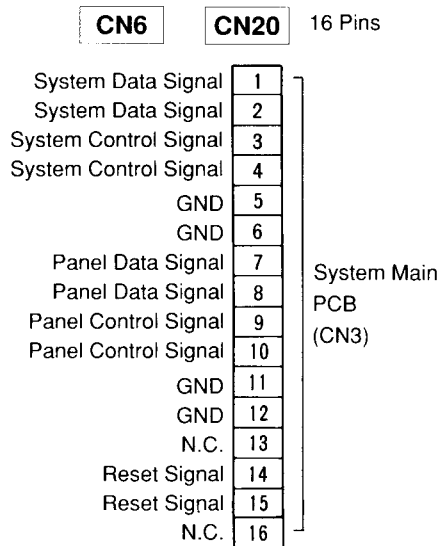 CN6 CN20 16 Pins
System Data Signal 1
System Data Signal 2
System Control Signal 3
System Control Signal 4
GND 5
GND 6
Panel Data Signal 7
Panel Data Signal 8
Panel Control Signal 9
Panel Control Signal 10
GND 11
GND 12
N.C. 13
Reset Signal 14
Reset Signal 15
N.C. 16
System Main
PCB
(CN3)